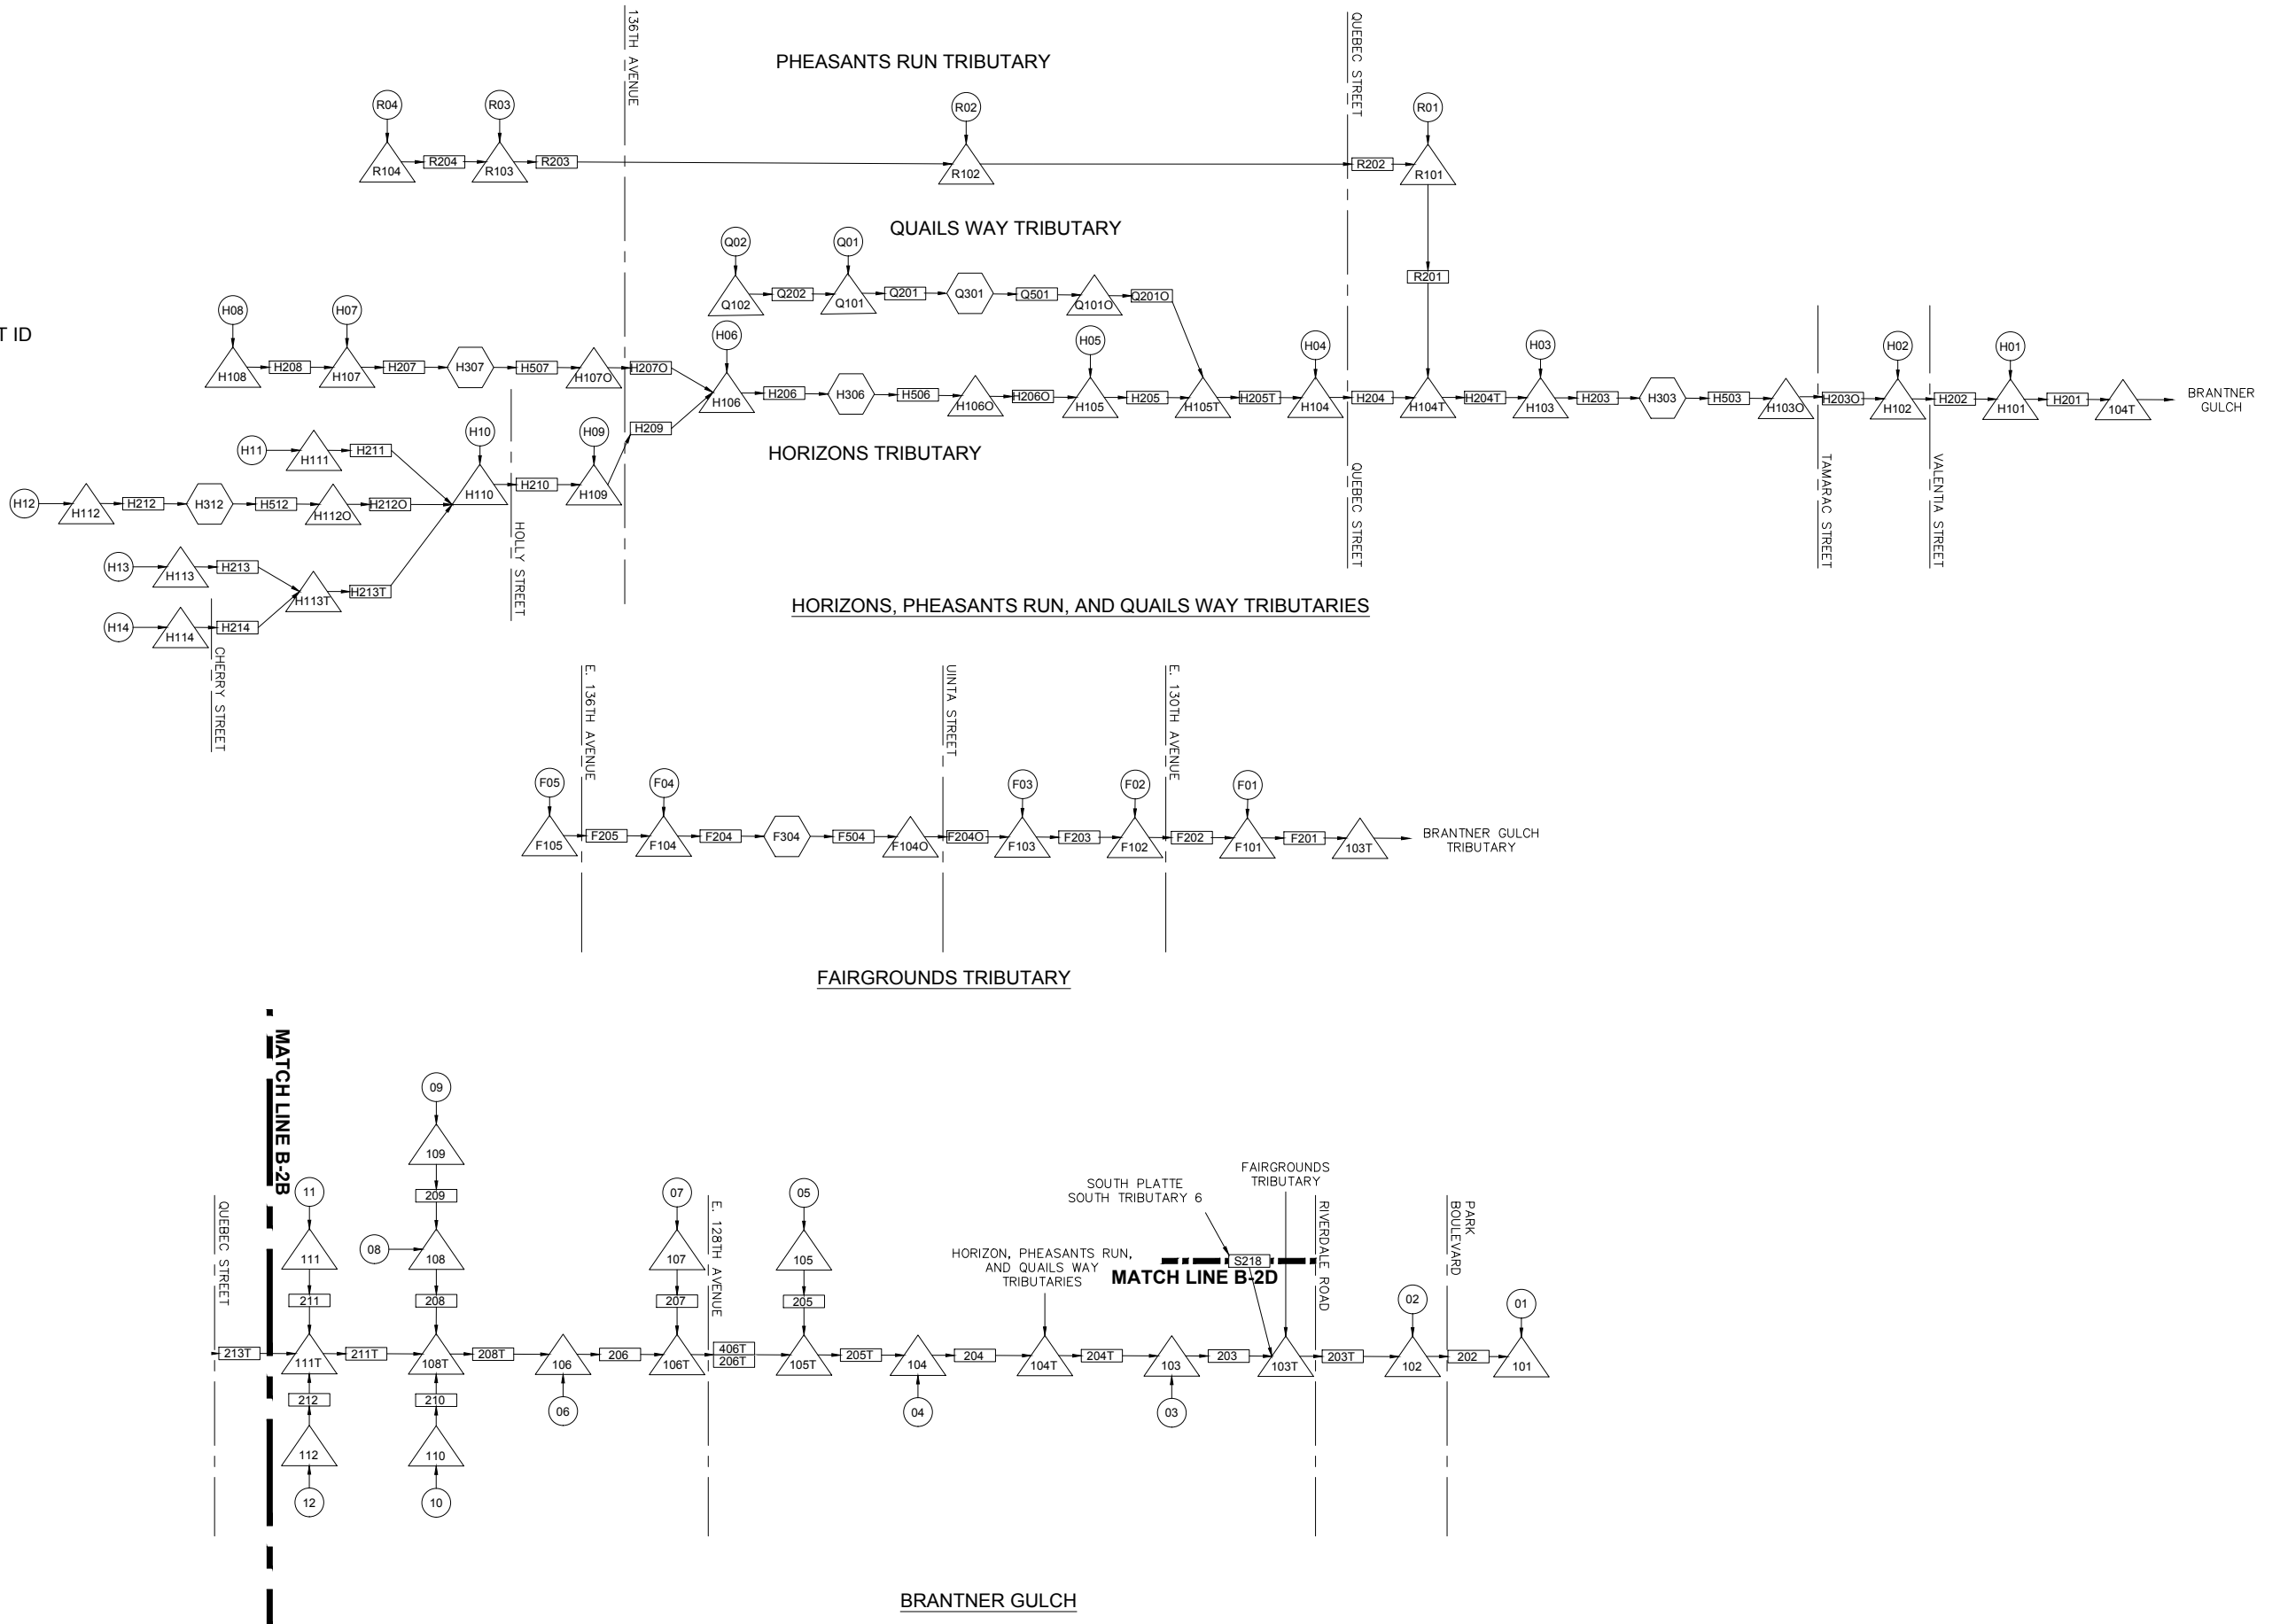 136TH AVENUE
PHEASANTS RUN TRIBUTARY
QUEBEC STREET
R04
R03
R02
R01
R104
R204
R103
R203
R102
R202
R101
R201
QUAILS WAY TRIBUTARY
Q02
Q01
Q102
Q202
Q101
Q201
Q301
Q501
Q101O
Q201O
T ID
H08
H07
H06
H05
H04
H03
H02
H01
H108
H208
H107
H207
H307
H507
H107O
H207O
H106
H206
H306
H506
H106O
H206O
H105
H205
H105T
H205T
H104
H204
H104T
H204T
H103
H203
H303
H503
H103O
H203O
H102
H202
H101
H201
104T
BRANTNER
GULCH
H209
HORIZONS TRIBUTARY
H11
H111
H211
H10
H09
H110
H210
H109
H12
H112
H212
H312
H512
H112O
H212O
H13
H113
H213
H113T
H213T
H14
H114
H214
CHERRY STREET
HOLLY STREET
QUEBEC STREET
TAMARAC STREET
VALENTIA STREET
HORIZONS, PHEASANTS RUN, AND QUAILS WAY TRIBUTARIES
E. 136TH AVENUE
UINTA STREET
E. 130TH AVENUE
F05
F04
F03
F02
F01
F105
F205
F104
F204
F304
F504
F104O
F204O
F103
F203
F102
F202
F101
F201
103T
BRANTNER GULCH
TRIBUTARY
FAIRGROUNDS TRIBUTARY
MATCH LINE B-2B
QUEBEC STREET
09
109
209
11
111
211
08
108
208
07
107
207
E. 128TH AVENUE
05
105
205
HORIZON, PHEASANTS RUN,
AND QUAILS WAY
TRIBUTARIES
SOUTH PLATTE
SOUTH TRIBUTARY 6
FAIRGROUNDS
TRIBUTARY
S218
MATCH LINE B-2D
RIVERDALE ROAD
PARK
BOULEVARD
02
01
213T
111T
211T
108T
208T
106
206
106T
406T
206T
105T
205T
104
204
104T
204T
103
203
103T
203T
102
202
101
212
210
06
04
03
112
110
12
10
BRANTNER GULCH